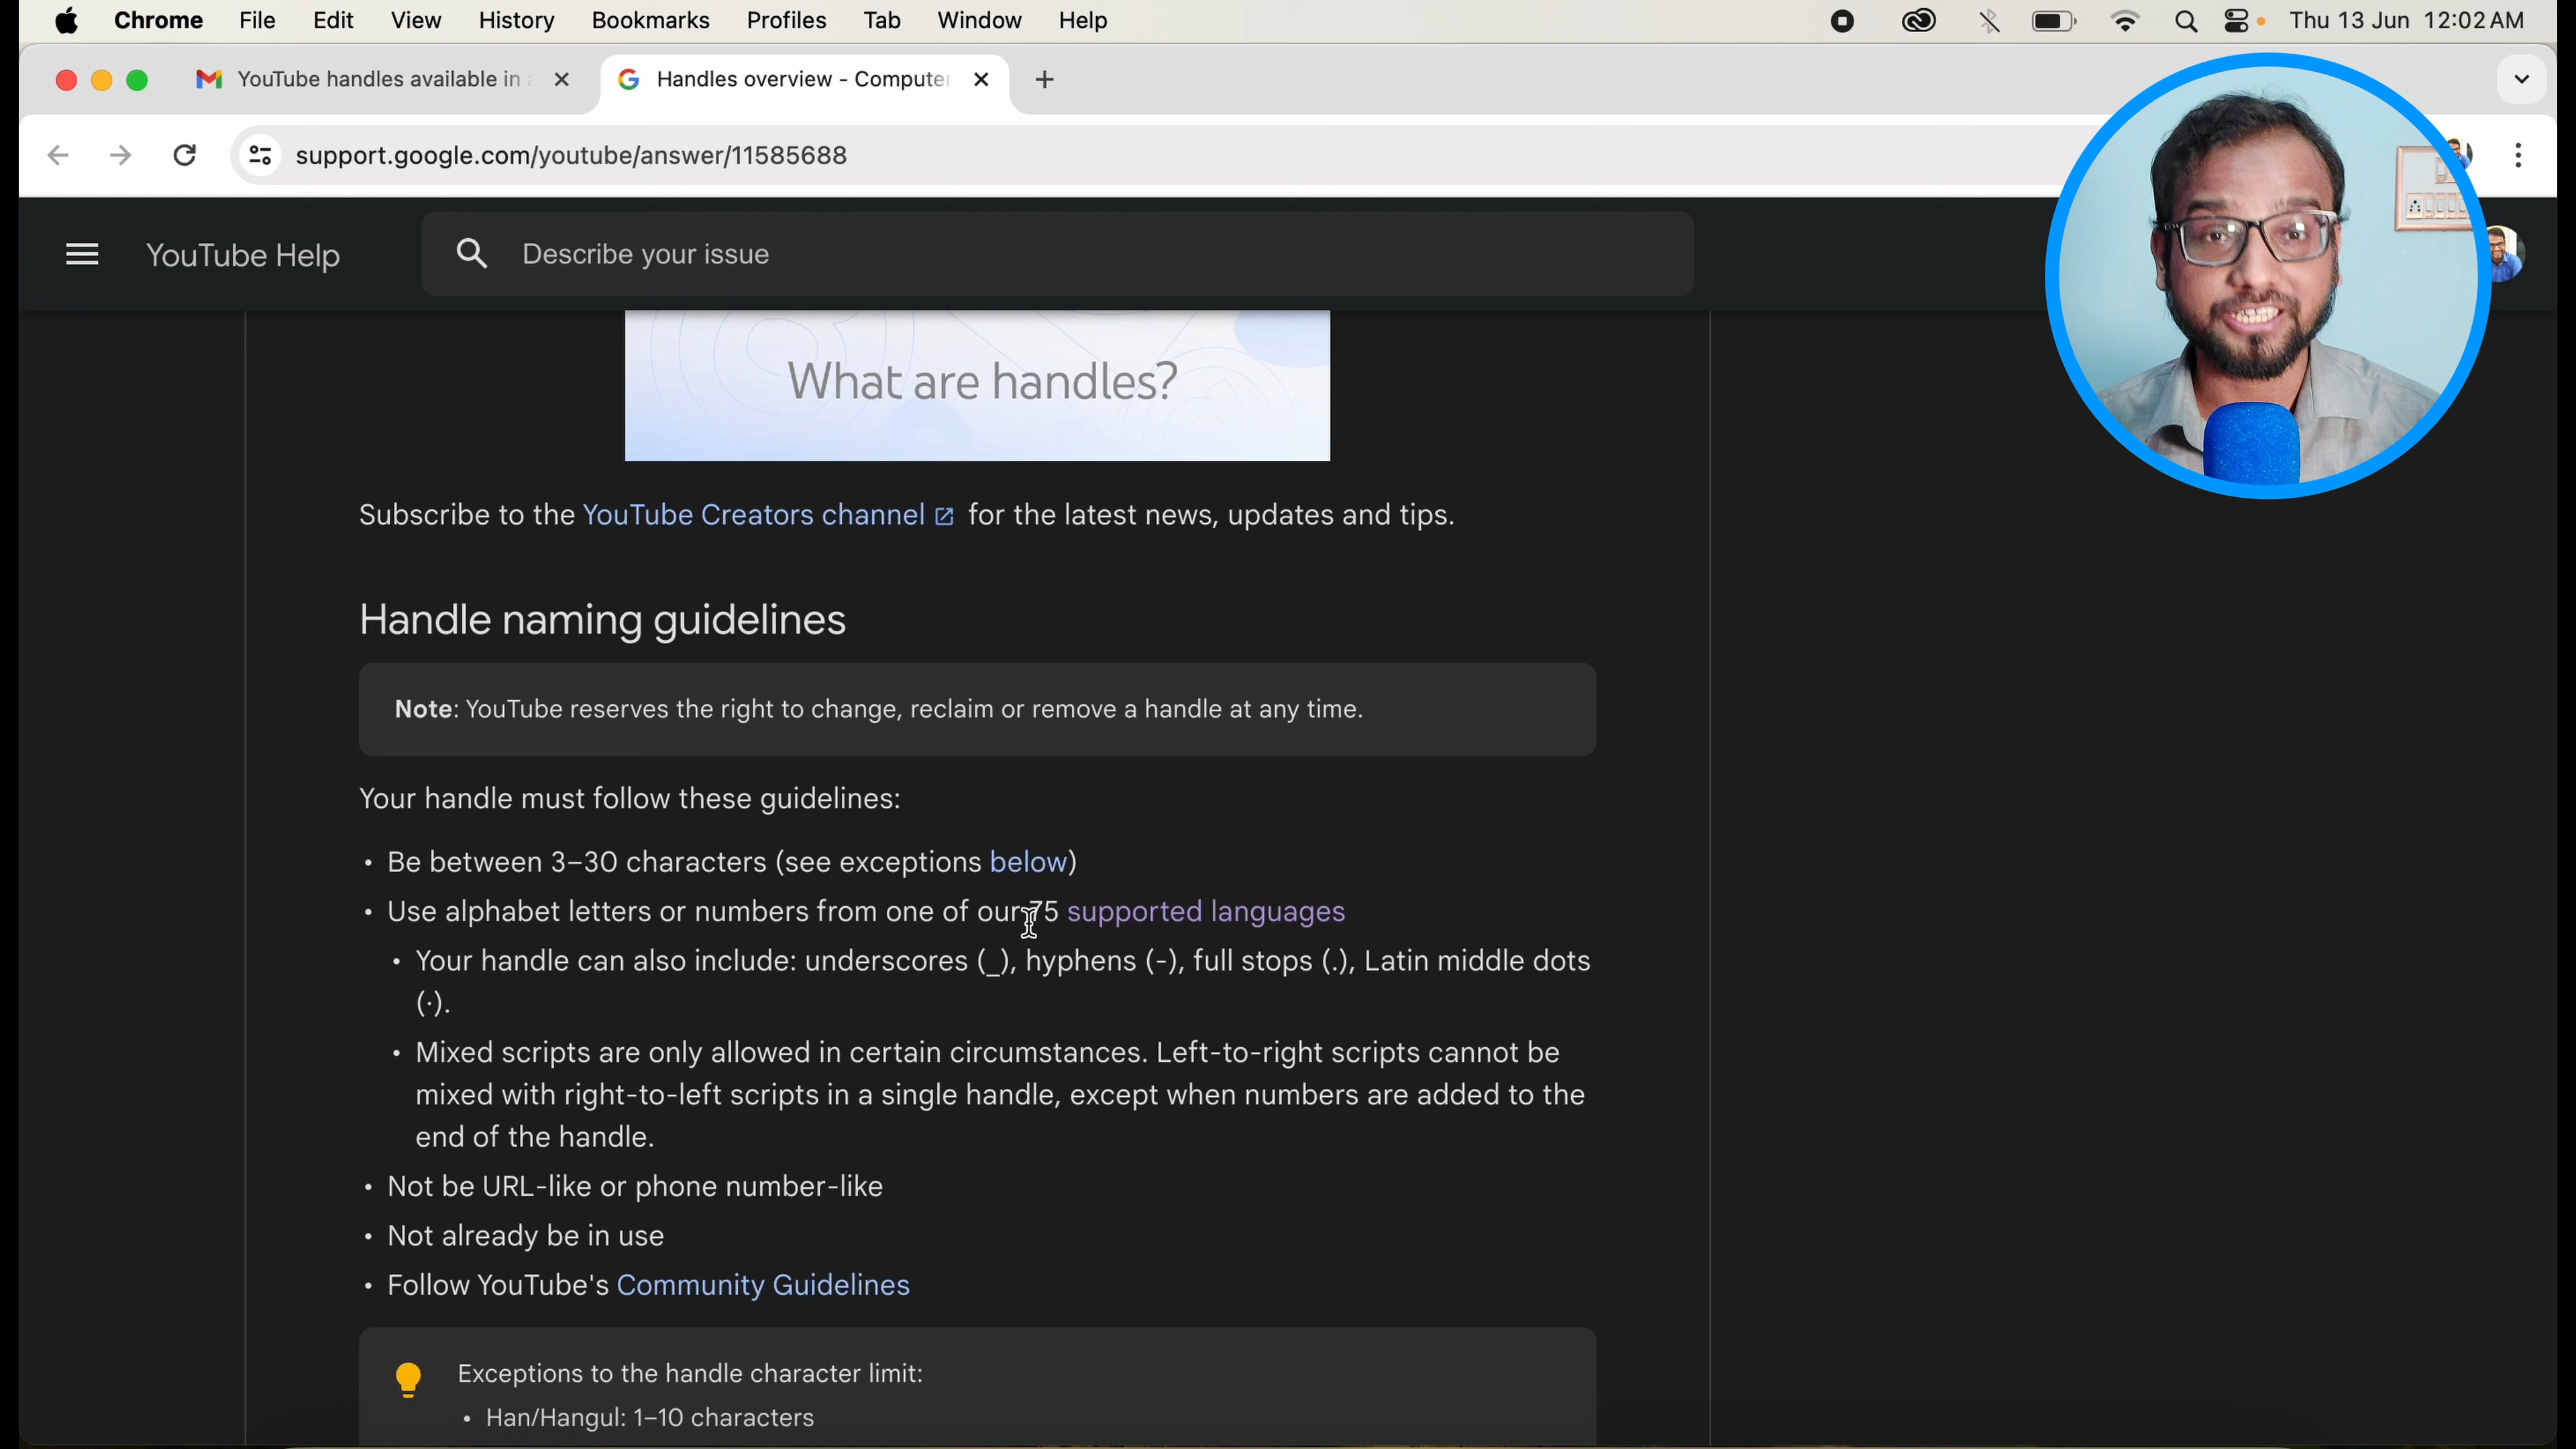 Chrome File Edit View History Bookmarks Profiles Tab Window Help Thu 13 Jun 12:02 AM
YouTube handles available in
Handles overview - Computer
support.google.com/youtube/answer/11585688
YouTube Help
Describe your issue
What are handles?
Subscribe to the YouTube Creators channel for the latest news, updates and tips.
Handle naming guidelines
Note: YouTube reserves the right to change, reclaim or remove a handle at any time.
Your handle must follow these guidelines:
• Be between 3–30 characters (see exceptions below)
• Use alphabet letters or numbers from one of our 75 supported languages
• Your handle can also include: underscores (_), hyphens (-), full stops (.), Latin middle dots
(·).
• Mixed scripts are only allowed in certain circumstances. Left-to-right scripts cannot be
mixed with right-to-left scripts in a single handle, except when numbers are added to the
end of the handle.
• Not be URL-like or phone number-like
• Not already be in use
• Follow YouTube's Community Guidelines
Exceptions to the handle character limit:
• Han/Hangul: 1–10 characters